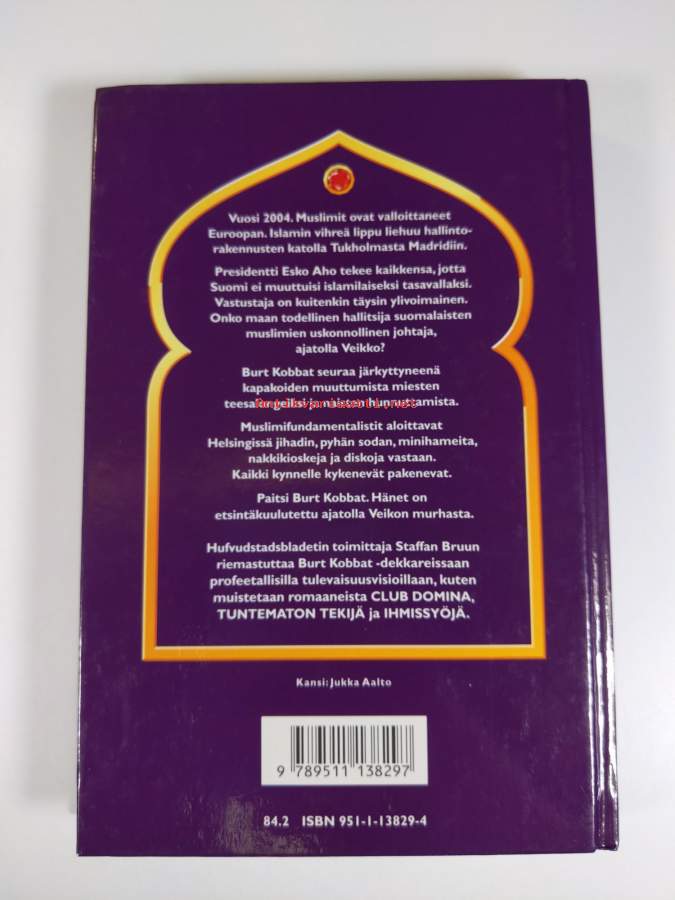 Vuosi 2004. Muslimit ovat valloittaneet
Euroopan. Islamin vihreä lippu liehuu hallinto-
rakennusten katolla Tukholmasta Madridiin.
Presidentti Esko Aho tekee kaikkensa, jotta
Suomi ei muuttuisi islamilaiseksi tasavallaksi.
Vastustaja on kuitenkin täysin ylivoimainen.
Onko maan todellinen hallitsija suomalaisten
muslimien uskonnollinen johtaja,
ajatolla Veikko?
Burt Kobbat seuraa järkyttyneenä
kapakoiden muuttumista miesten
ja naisten hunnuttamista.
Antikvariaatti.net
Muslimifundamentalistit aloittavat
Helsingissä jihadin, pyhän sodan, minihameita,
nakkikioskeja ja diskoja vastaan.
Kaikki kynnelle kykenevät pakenevat.
Paitsi Burt Kobbat. Hänet on
etsintäkuulutettu ajatolla Veikon murhasta.
Hufvudstadsbladetin toimittaja Staffan Bruun
riemastuttaa Burt Kobbat -dekkareissaan
profeetallisilla tulevaisuusvisioillaan, kuten
muistetaan romaaneista CLUB DOMINA,
TUNTEMATON TEKIJÄ ja IHMISSYÖJÄ.
Kansi: Jukka Aalto
9 789511 138297
84.2 ISBN 951-1-13829-4